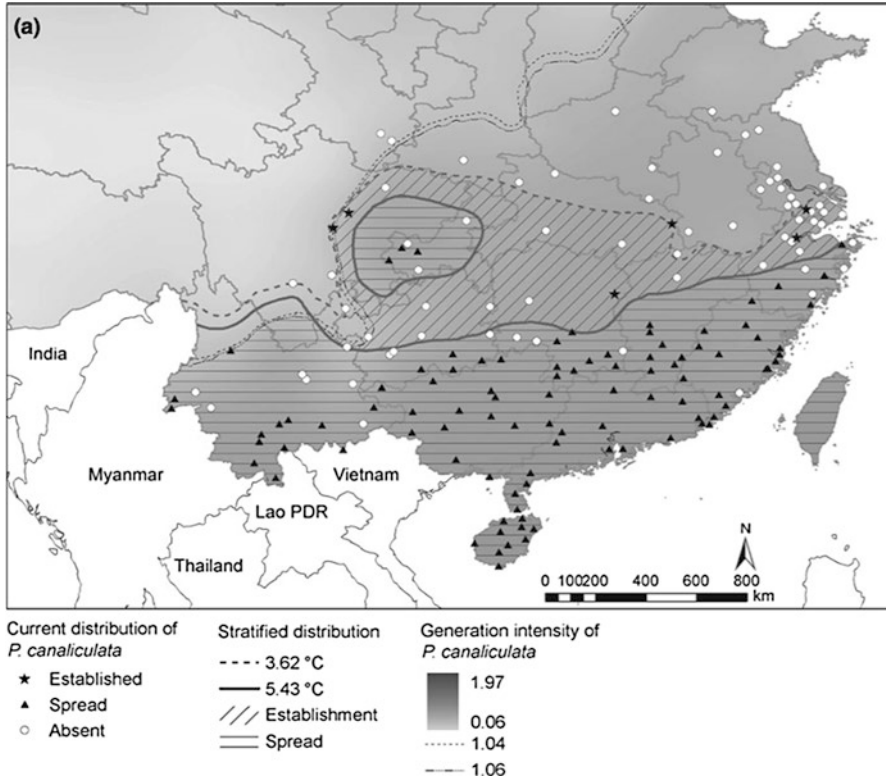 (a)
India
Myanmar
Vietnam
Lao PDR
Thailand
N
0 100 200 400 600 800
km
Current distribution of
P. canaliculata
Established
Spread
Absent
Stratified distribution
3.62 °C
5.43 °C
Establishment
Spread
Generation intensity of
P. canaliculata
1.97
0.06
1.04
1.06